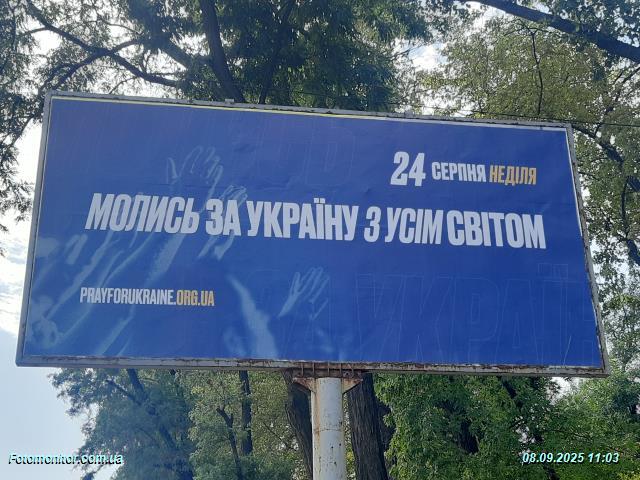 24 СЕРПНЯ НЕДІЛЯ
МОЛИСЬ ЗА УКРАЇНУ З УСІМ СВІТОМ
PRAYFORUKRAINE.ORG.UA
УКРАЇН
Fotomonitor.com.ua
08.09.2025 11:03